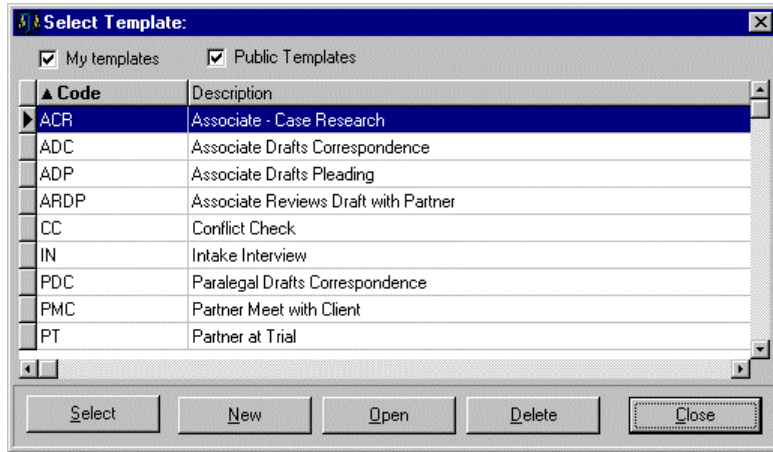 Select Template:
My templates Public Templates
Code Description
ACR Associate - Case Research
ADC Associate Drafts Correspondence
ADP Associate Drafts Pleading
ARDP Associate Reviews Draft with Partner
CC Conflict Check
IN Intake Interview
PDC Paralegal Drafts Correspondence
PMC Partner Meet with Client
PT Partner at Trial
Select New Open Delete Close